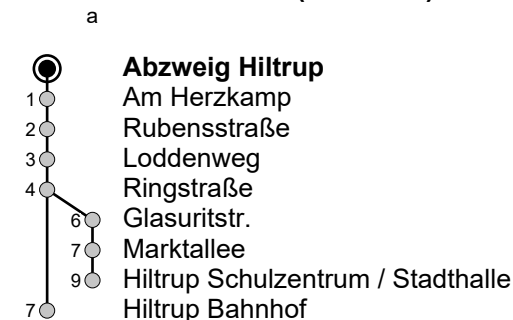 a
Abzweig Hiltrup
1 Am Herzkamp
2 Rubensstraße
3 Loddenweg
4 Ringstraße
6 Glasuritstr.
7 Marktallee
9 Hiltrup Schulzentrum / Stadthalle
7 Hiltrup Bahnhof